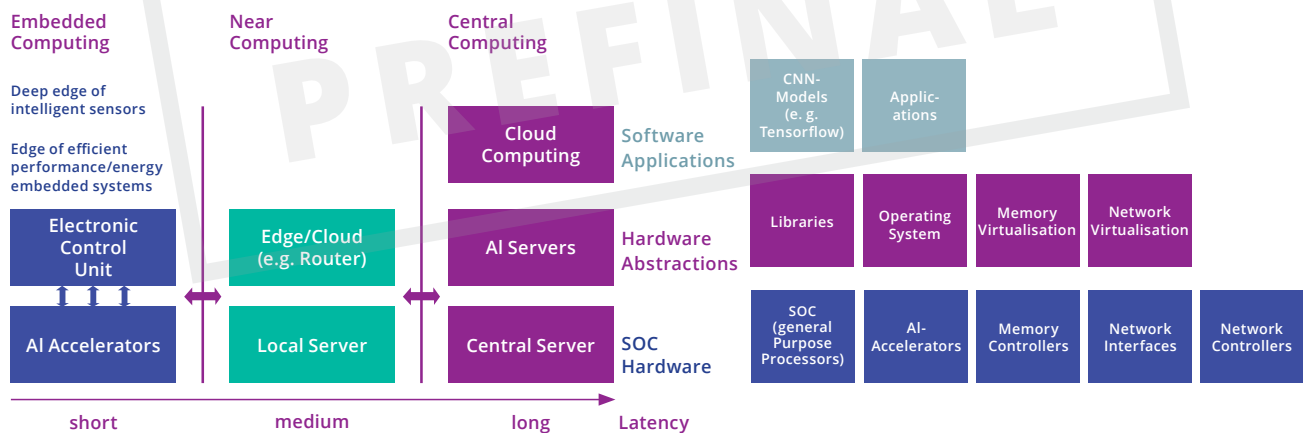 Embedded
Computing
Near
Computing
Central
Computing
PREFINAL
Deep edge of
intelligent sensors
Edge of efficient
performance/energy
embedded systems
Cloud
Computing
Software
Applications
CNN-
Models
(e. g.
Tensorflow)
Applic-
ations
Electronic
Control
Unit
Edge/Cloud
(e.g. Router)
AI Servers
Hardware
Abstractions
Libraries
Operating
System
Memory
Virtualisation
Network
Virtualisation
AI Accelerators
Local Server
Central Server
SOC
Hardware
SOC
(general
Purpose
Processors)
AI-
Accelerators
Memory
Controllers
Network
Interfaces
Network
Controllers
short
medium
long
Latency